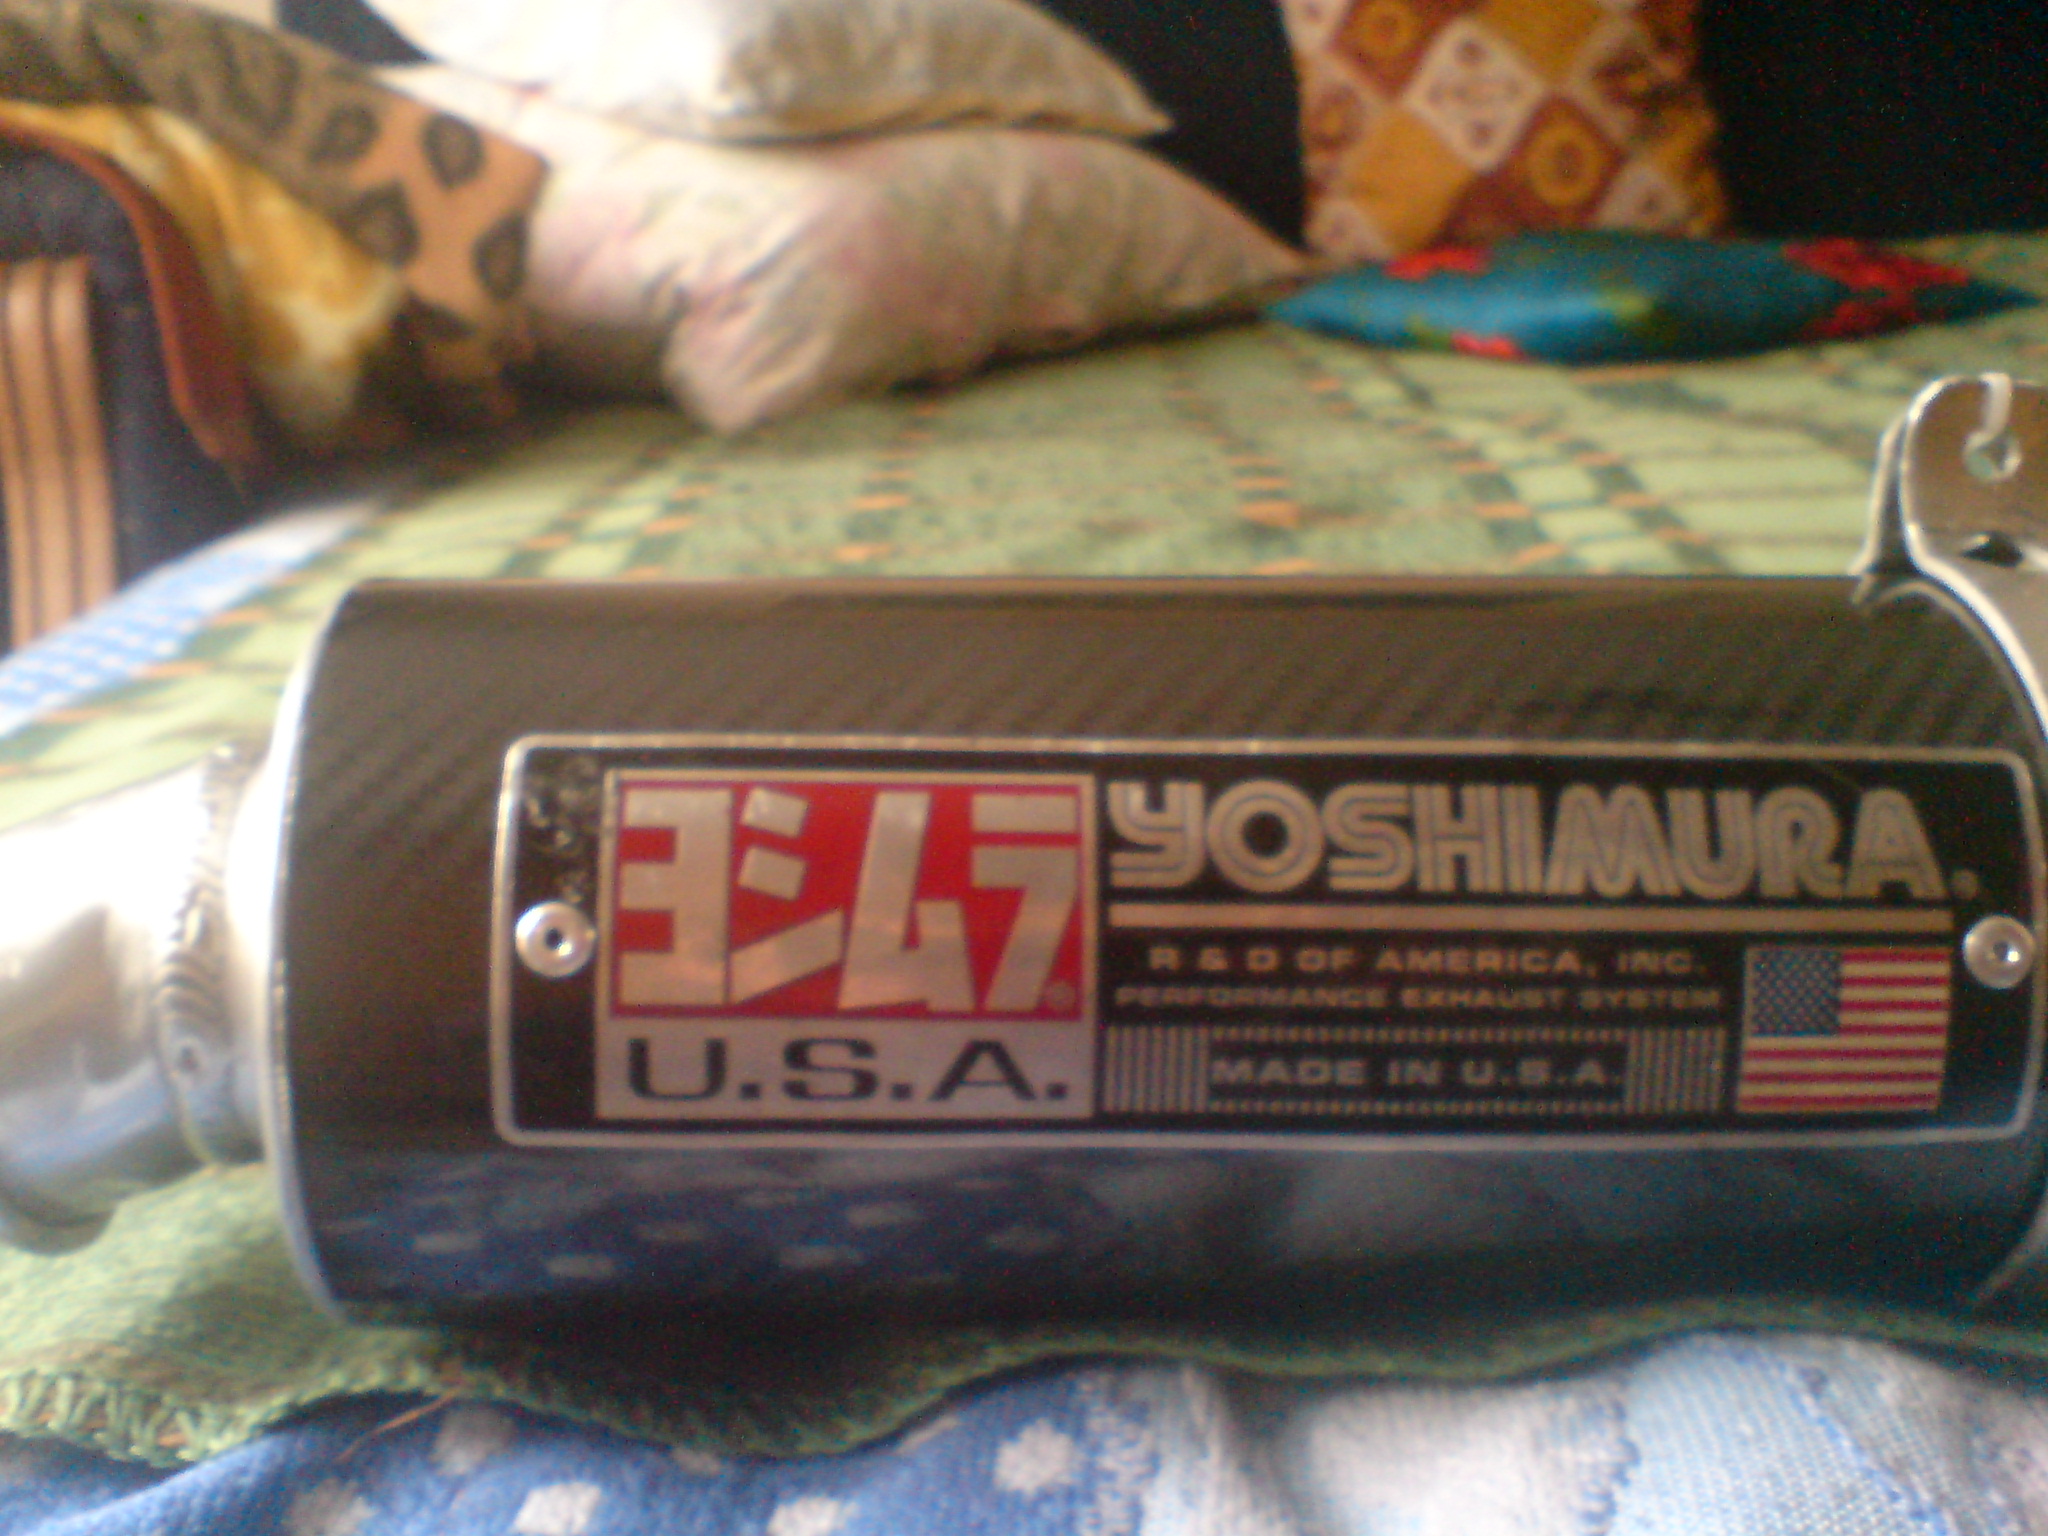 ヨシムラ®
U.S.A.
YOSHIMURA®
R & D OF AMERICA, INC.
PERFORMANCE EXHAUST SYSTEM
MADE IN U.S.A.